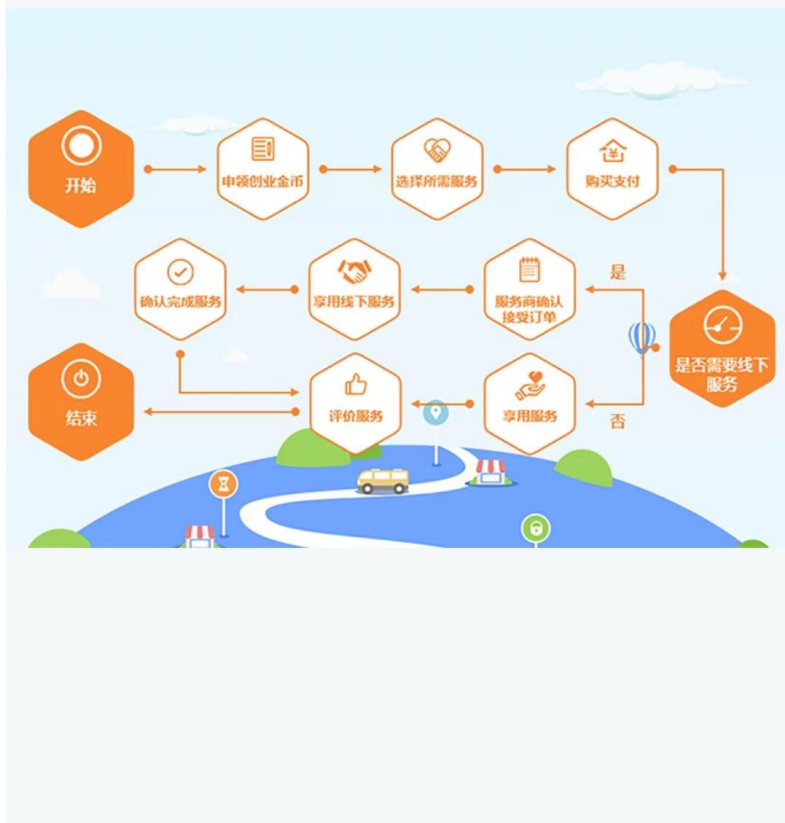 开始
申领创业金币
选择所需服务
购买支付
是
确认完成服务
享用线下服务
服务商确认
接受订单
是否需要线下
服务
结束
评价服务
享用服务
否